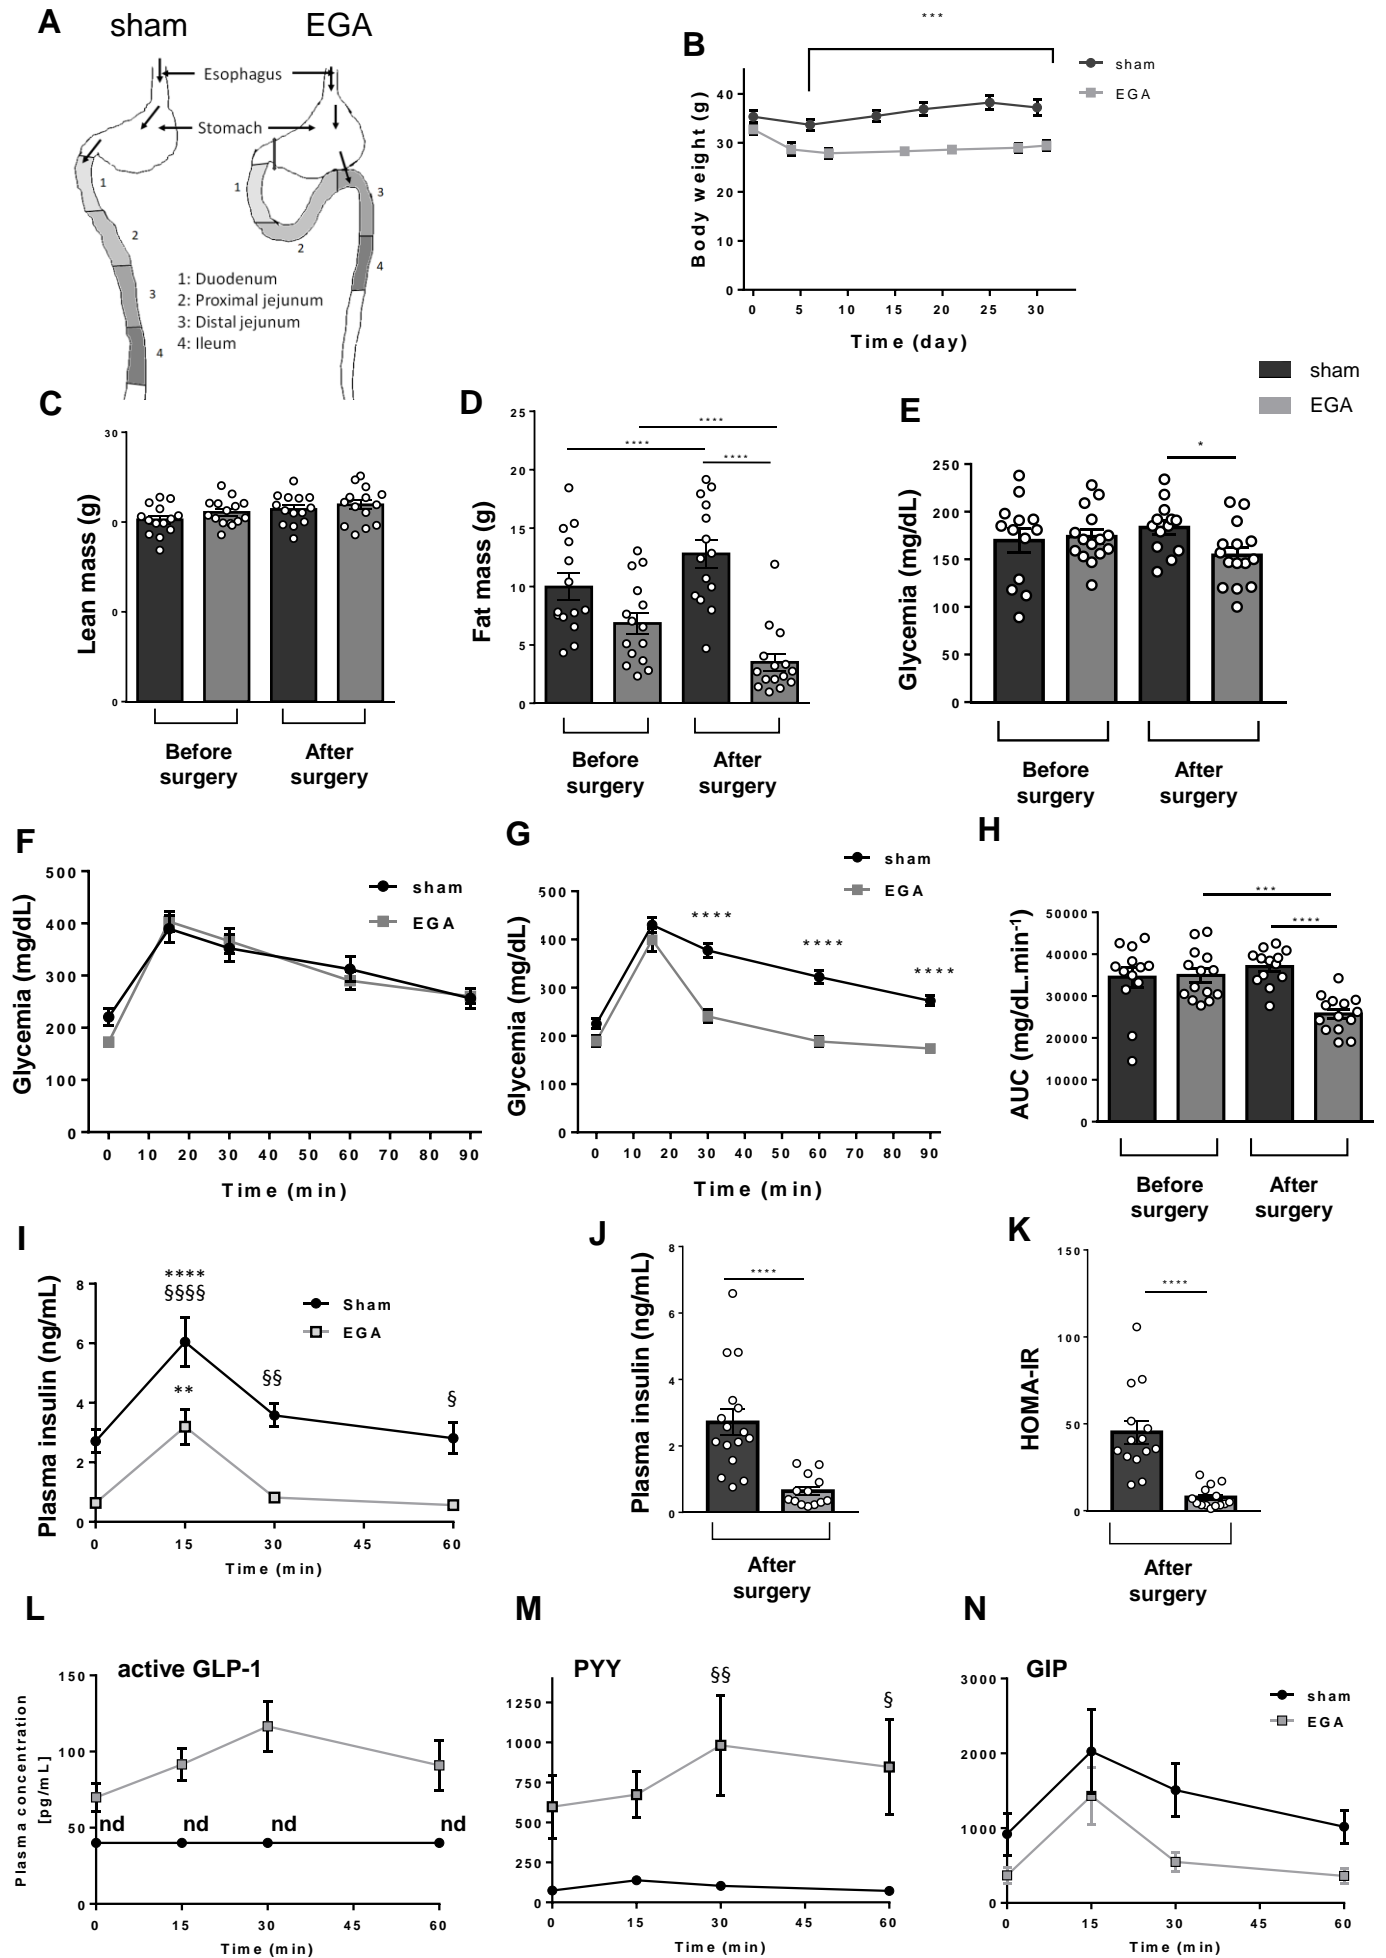 A
sham
EGA
Esophagus
Stomach
1
2
3
4
1
2
3
4
1: Duodenum
2: Proximal jejunum
3: Distal jejunum
4: Ileum
B
***
sham
EGA
Body weight (g)
40
30
20
10
0
0 5 10 15 20 25 30
Time (day)
sham
EGA
C
Lean mass (g)
30
0
0
0
Before
surgery
After
surgery
D
Fat mass (g)
25
20
15
10
5
0
****
****
****
Before
surgery
After
surgery
E
Glycemia (mg/dL)
250
200
150
100
50
0
*
Before
surgery
After
surgery
F
Glycemia (mg/dL)
500
400
300
200
100
0
sham
EGA
0 10 20 30 40 50 60 70 80 90
Time (min)
G
Glycemia (mg/dL)
500
400
300
200
100
0
sham
EGA
****
****
****
0 10 20 30 40 50 60 70 80 90
Time (min)
H
AUC (mg/dL.min-1)
50000
40000
30000
20000
10000
0
***
****
Before
surgery
After
surgery
I
Plasma insulin (ng/mL)
8
6
4
2
0
****
§§§§
**
§§
§
Sham
EGA
0 15 30 45 60
Time (min)
J
Plasma insulin (ng/mL)
8
6
4
2
0
****
After
surgery
K
HOMA-IR
150
100
50
0
****
After
surgery
L
active GLP-1
Plasma concentration
[pg/mL]
150
100
50
0
nd nd nd nd
0 15 30 45 60
Time (min)
M
PYY
1250
1000
750
500
250
0
§§
§
0 15 30 45 60
Time (min)
N
GIP
3000
2000
1000
0
sham
EGA
0 15 30 45 60
Time (min)